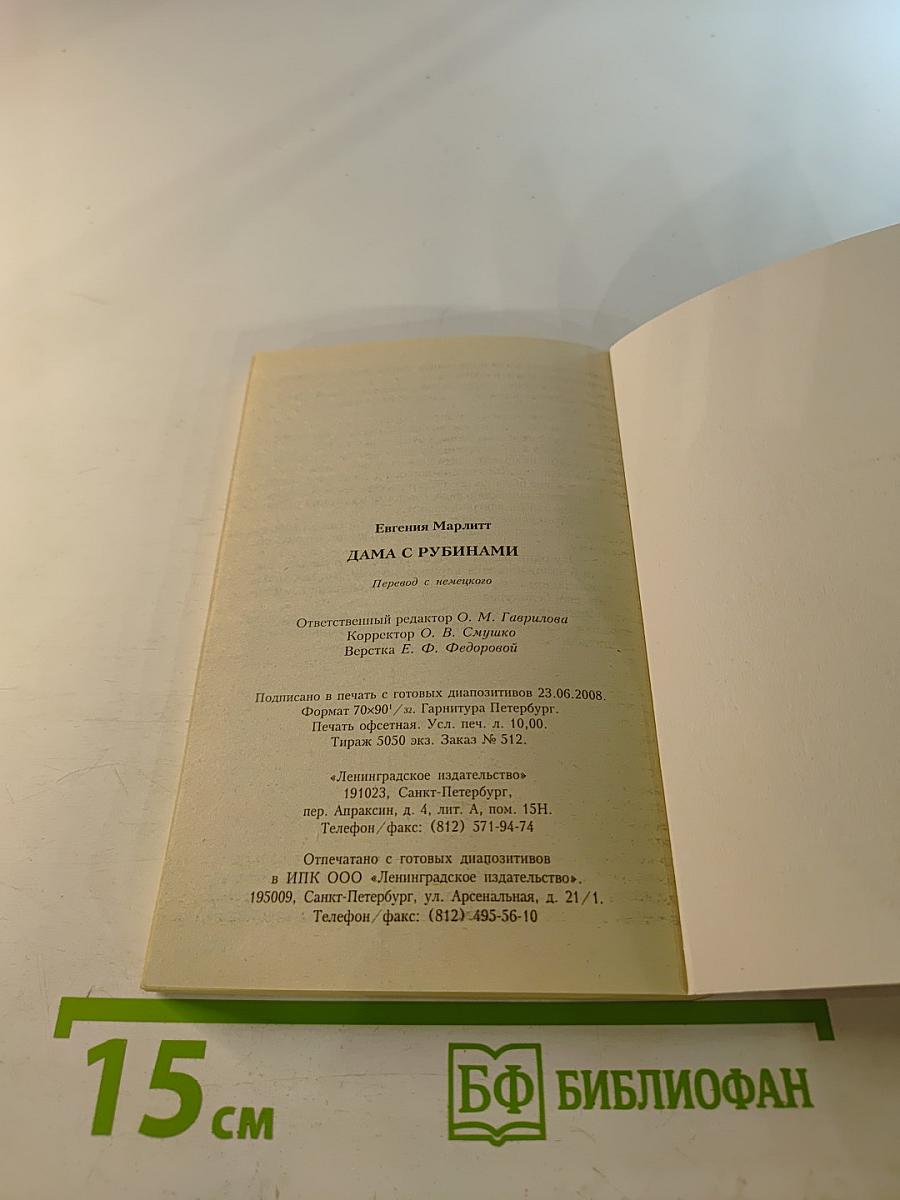 Евгения Марлитт
ДАМА С РУБИНАМИ
Перевод с немецкого
Ответственный редактор О. М. Гаврилова
Корректор О. В. Смушко
Верстка Е. Ф. Федоровой
Подписано в печать с готовых диапозитивов 23.06.2008.
Формат 70×90¹/₃₂. Гарнитура Петербург.
Печать офсетная. Усл. печ. л. 10,00.
Тираж 5050 экз. Заказ № 512.
«Ленинградское издательство»
191023, Санкт-Петербург,
пер. Апраксин, д. 4, лит. А, пом. 15Н.
Телефон/факс: (812) 571-94-74
Отпечатано с готовых диапозитивов
в ИПК ООО «Ленинградское издательство».
195009, Санкт-Петербург, ул. Арсенальная, д. 21/1.
Телефон/факс: (812) 495-56-10
15 см
БФ БИБЛИОФАН